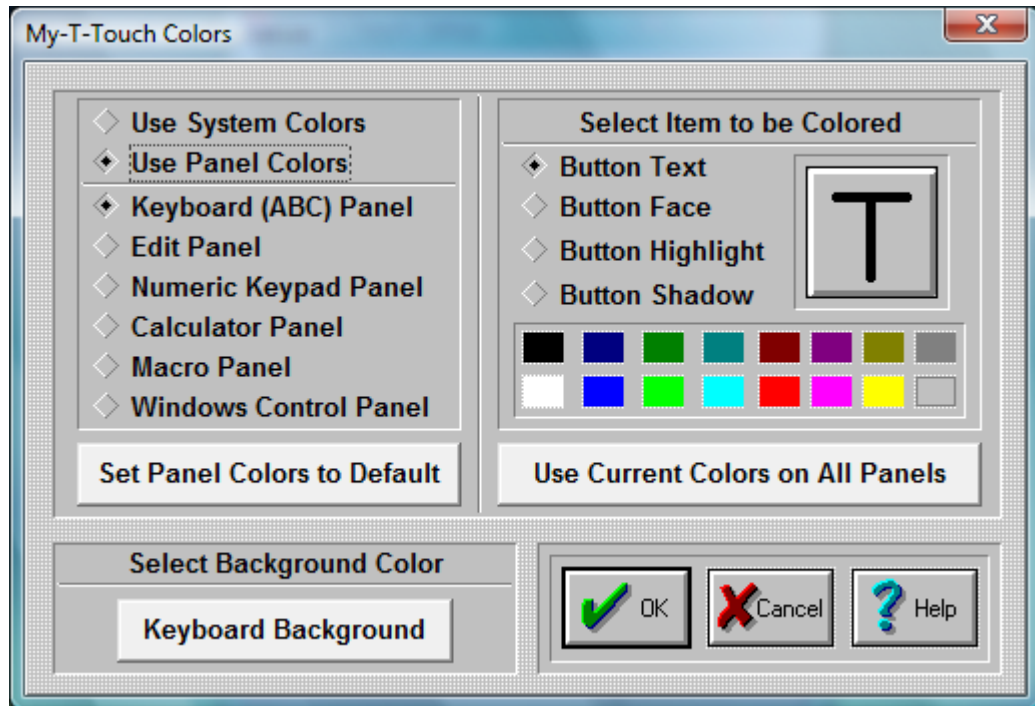 My-T-Touch Colors
Use System Colors
Use Panel Colors
Keyboard (ABC) Panel
Edit Panel
Numeric Keypad Panel
Calculator Panel
Macro Panel
Windows Control Panel
Set Panel Colors to Default
Select Item to be Colored
Button Text
Button Face
Button Highlight
Button Shadow
T
Use Current Colors on All Panels
Select Background Color
Keyboard Background
OK
Cancel
Help